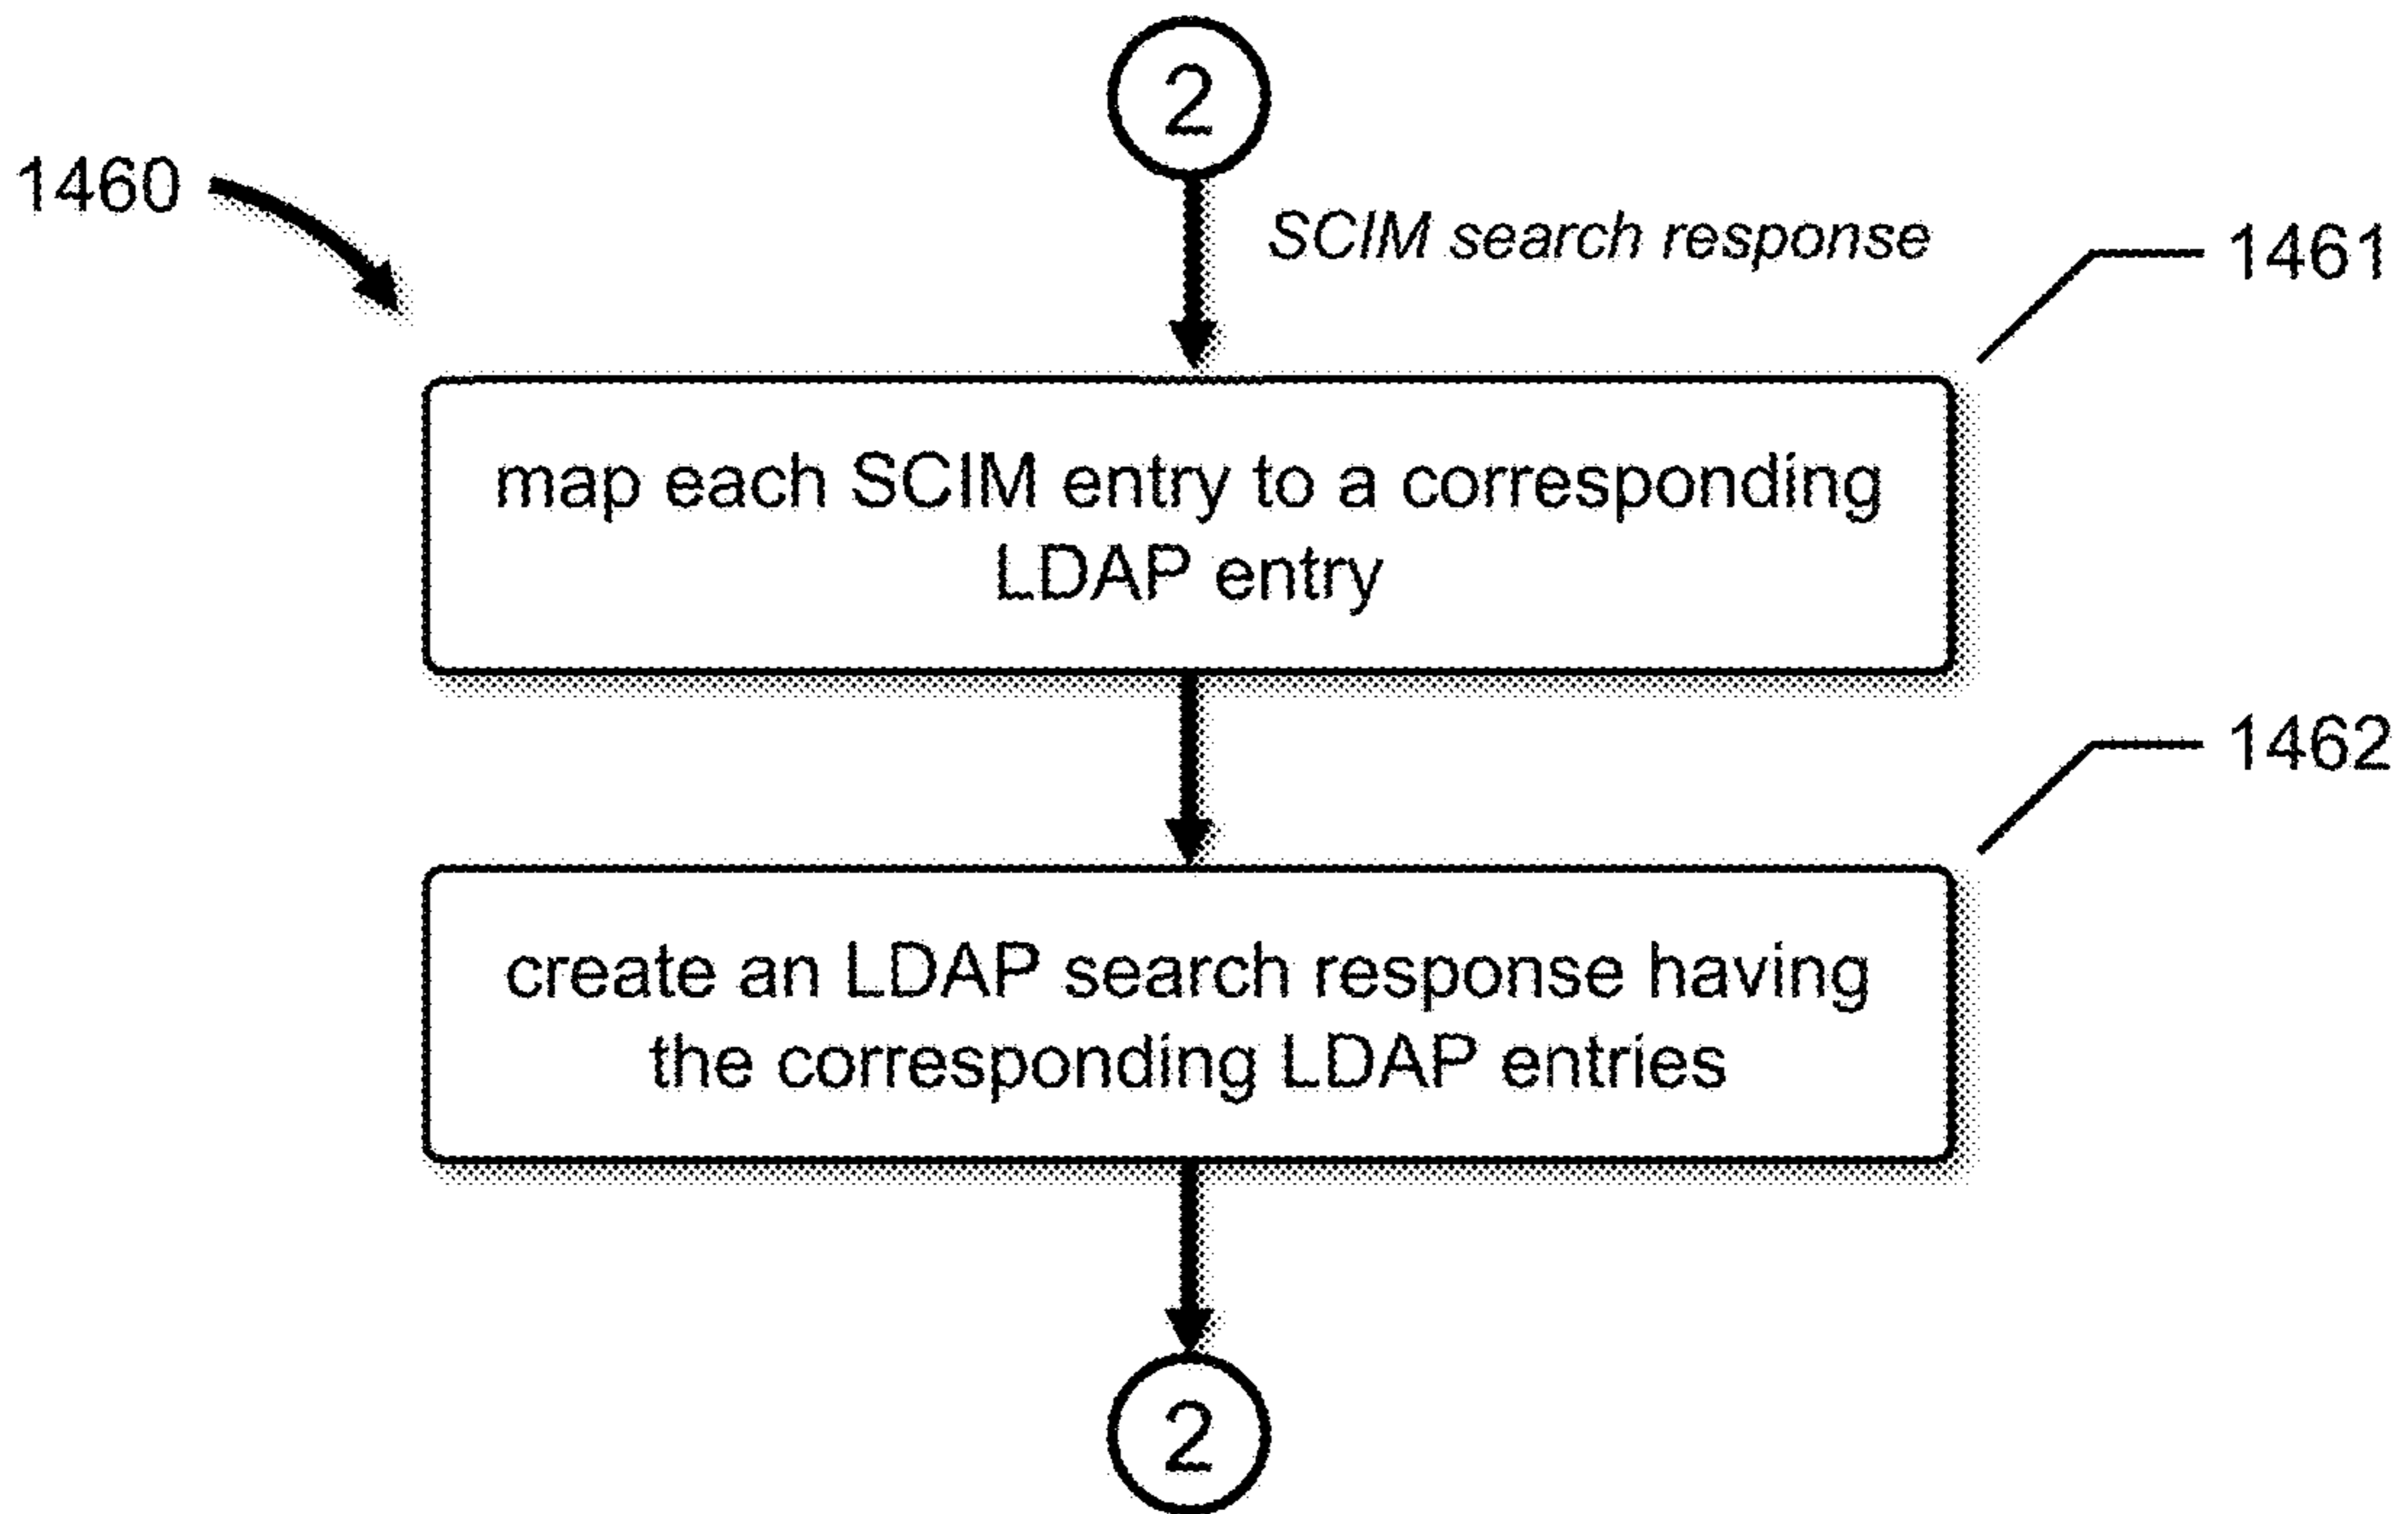 2
1460
SCIM search response
1461
map each SCIM entry to a corresponding
LDAP entry
1462
create an LDAP search response having
the corresponding LDAP entries
2